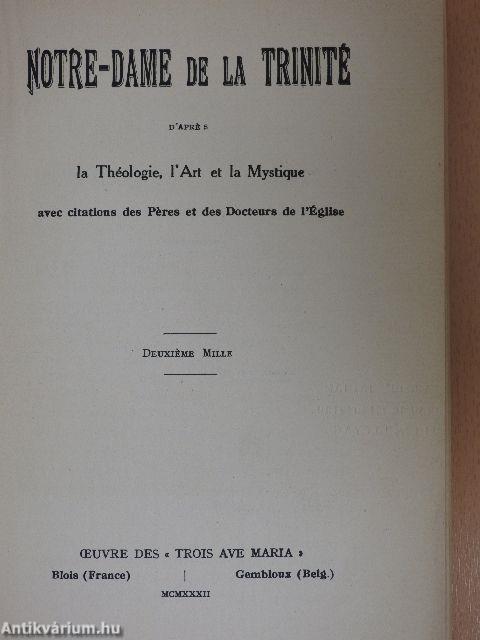 NOTRE-DAME DE LA TRINITÉ
D'APRÈS
la Théologie, l'Art et la Mystique
avec citations des Pères et des Docteurs de l'Église
DEUXIÈME MILLE
ŒUVRE DES « TROIS AVE MARIA »
Blois (France) | Gembloux (Belg.)
MCMXXXII
Antikvárium.hu